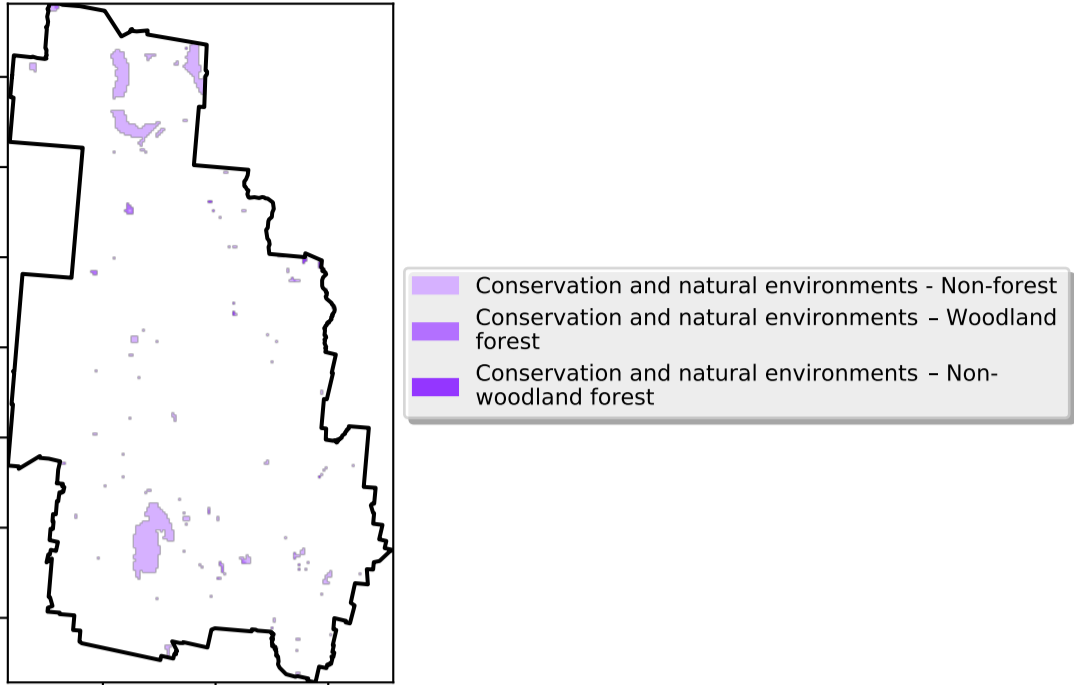 Conservation and natural environments - Non-forest
Conservation and natural environments – Woodland
forest
Conservation and natural environments – Non-
woodland forest